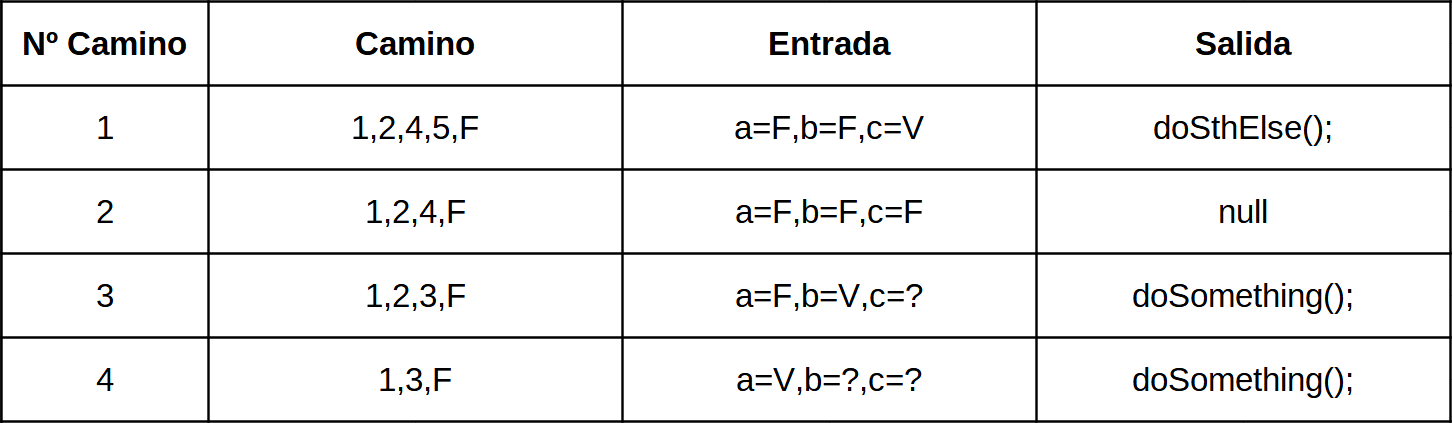 Nº Camino Camino Entrada Salida
1 1,2,4,5,F a=F,b=F,c=V doSthElse();
2 1,2,4,F a=F,b=F,c=F null
3 1,2,3,F a=F,b=V,c=? doSomething();
4 1,3,F a=V,b=?,c=? doSomething();